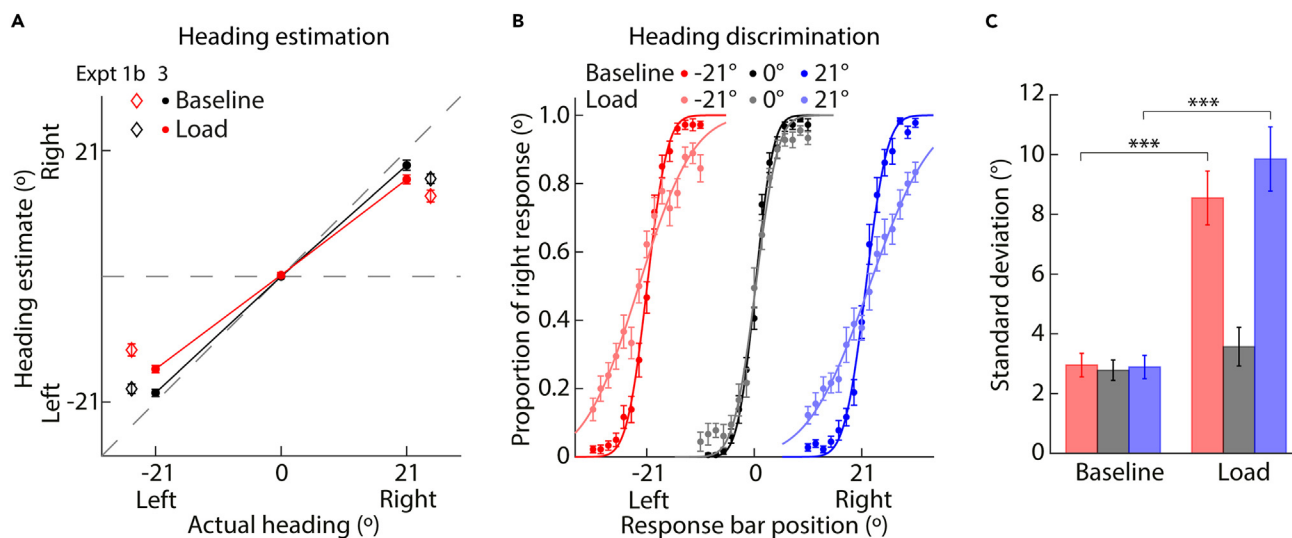 A
Heading estimation
Expt 1b 3
Baseline
Load
Heading estimate (º)
Right
Left
21
-21
-21
0
21
Left
Right
Actual heading (º)
B
Heading discrimination
Baseline -21° 0° 21°
Load -21° 0° 21°
Proportion of right response (º)
1.0
0.8
0.6
0.4
0.2
0
-21
0
21
Left
Right
Response bar position (º)
C
Standard deviation (°)
12
10
8
6
4
2
0
***
***
Baseline
Load